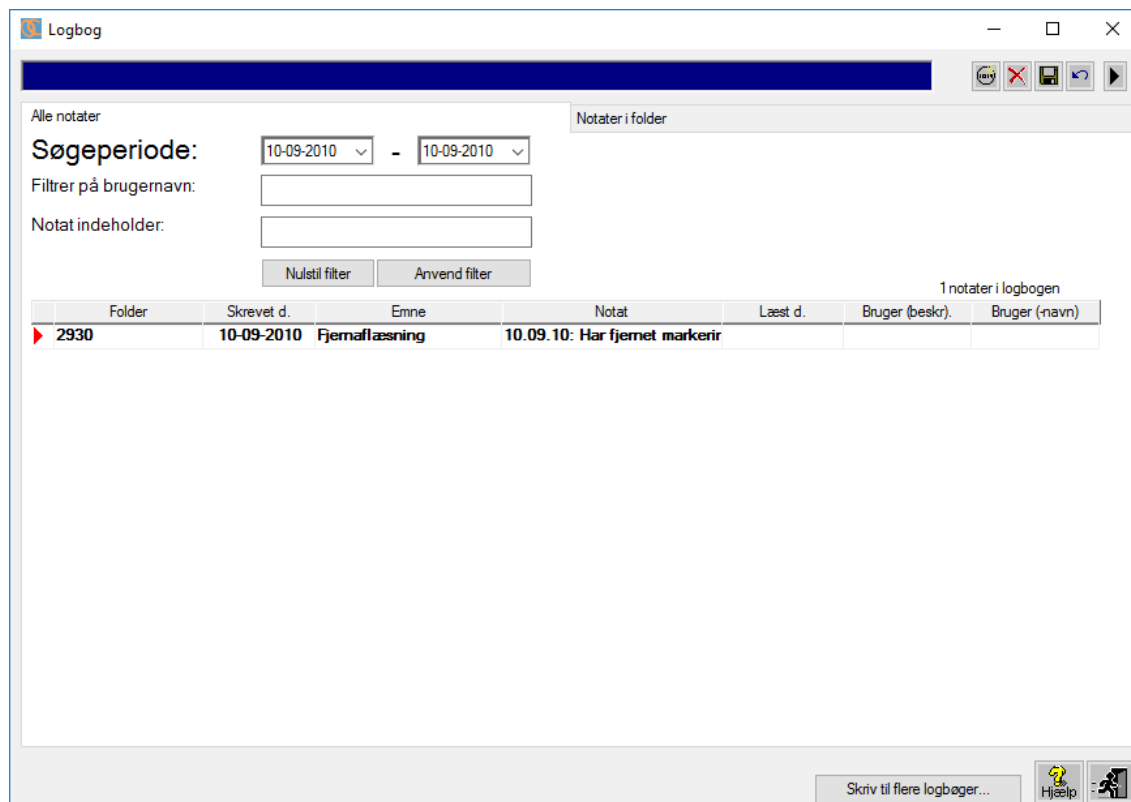 Logbog
Alle notater
Notater i folder
Søgeperiode: 10-09-2010 - 10-09-2010
Filtrer på brugernavn:
Notat indeholder:
Nulstil filter Anvend filter
1 notater i logbogen
Folder Skrevet d. Emne Notat Læst d. Bruger (beskr). Bruger (-navn)
2930 10-09-2010 Fjernaflæsning 10.09.10: Har fjernet markerir
Skriv til flere logbøger... Hjælp